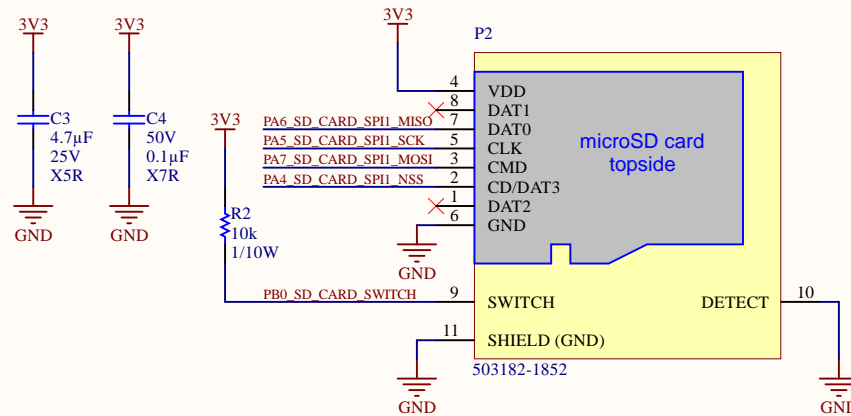 3V3
C3
4.7µF
25V
X5R
GND
3V3
C4
50V
0.1µF
X7R
GND
3V3
R2
10k
1/10W
3V3
P2
4 VDD
8 DAT1
PA6_SD_CARD_SPI1_MISO 7 DAT0
PA5_SD_CARD_SPI1_SCK 5 CLK
PA7_SD_CARD_SPI1_MOSI 3 CMD
PA4_SD_CARD_SPI1_NSS 2 CD/DAT3
1 DAT2
6 GND
GND
microSD card
topside
PB0_SD_CARD_SWITCH 9 SWITCH
DETECT 10
11 SHIELD (GND)
503182-1852
GND
GND